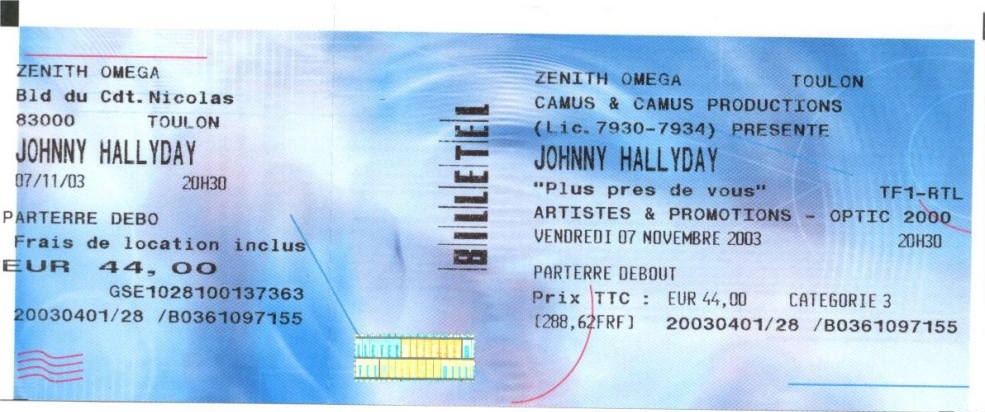 ZENITH OMEGA
Bld du Cdt. Nicolas
83000 TOULON
JOHNNY HALLYDAY
07/11/03 20H30
PARTERRE DEBO
Frais de location inclus
EUR 44,00
GSE1028100137363
20030401/28 /B0361097155
BILLETEL
ZENITH OMEGA TOULON
CAMUS & CAMUS PRODUCTIONS
(Lic. 7930-7934) PRESENTE
JOHNNY HALLYDAY
"Plus pres de vous" TF1-RTL
ARTISTES & PROMOTIONS - OPTIC 2000
VENDREDI 07 NOVEMBRE 2003 20H30
PARTERRE DEBOUT
Prix TTC : EUR 44,00 CATEGORIE 3
(288,62FRF) 20030401/28 /B0361097155